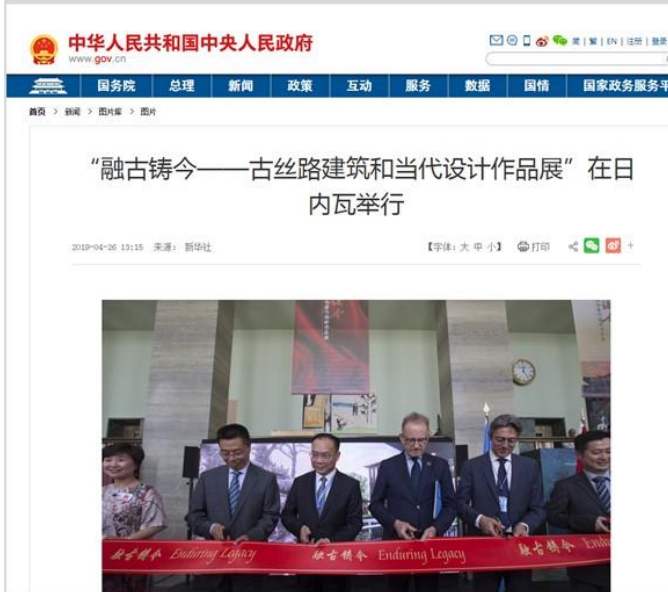 中华人民共和国中央人民政府
www.gov.cn
简 | 繁 | EN | 注册 | 登录
国务院 总理 新闻 政策 互动 服务 数据 国情 国家政务服务平
首页 > 新闻 > 图片库 > 图片
“融古铸今——古丝路建筑和当代设计作品展”在日
内瓦举行
2019-04-26 13:15 来源： 新华社 【字体：大 中 小】 打印 +
融古铸今 Enduring Legacy 融古铸今 Enduring Legacy 融古铸今